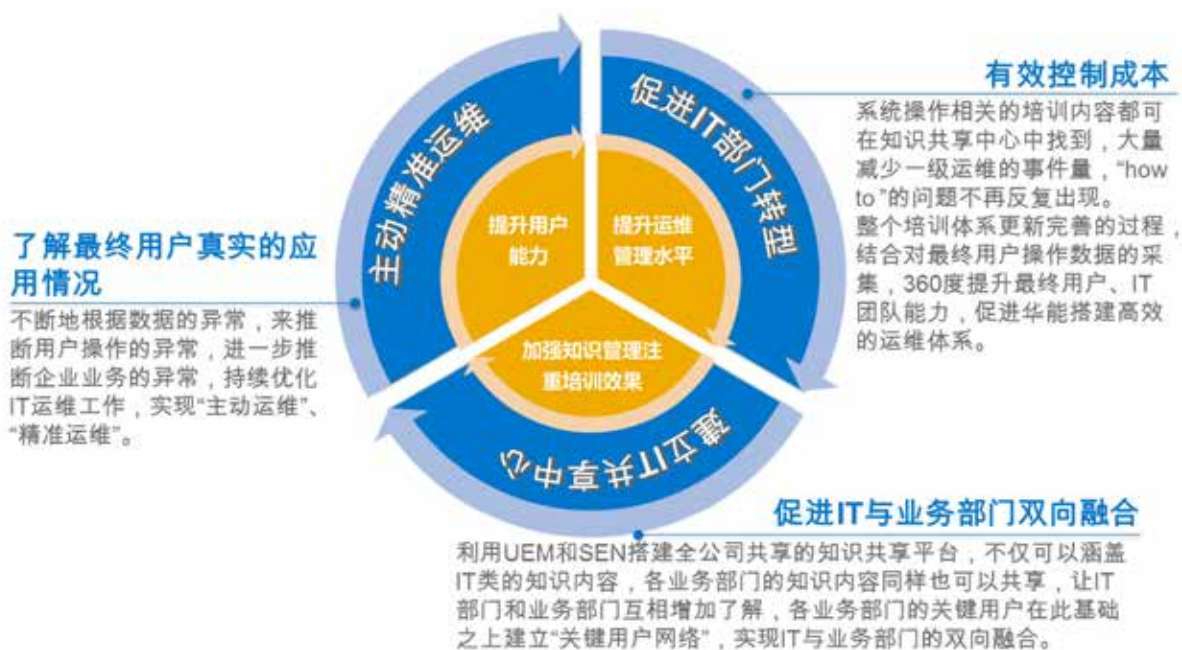 主动精准运维
促进IT部门转型
建立IT共享中心
提升用户
能力
提升运维
管理水平
加强知识管理注
重培训效果
有效控制成本
系统操作相关的培训内容都可
在知识共享中心中找到，大量
减少一级运维的事件量，“how
to”的问题不再反复出现。
整个培训体系更新完善的过程，
结合对最终用户操作数据的采
集，360度提升最终用户、IT
团队能力，促进华能搭建高效
的运维体系。
了解最终用户真实的应
用情况
不断地根据数据的异常，来推
断用户操作的异常，进一步推
断企业业务的异常，持续优化
IT运维工作，实现“主动运维”、
“精准运维”。
促进IT与业务部门双向融合
利用UEM和SEN搭建全公司共享的知识共享平台，不仅可以涵盖
IT类的知识内容，各业务部门的知识内容同样也可以共享，让IT
部门和业务部门互相增加了解，各业务部门的关键用户在此基础
之上建立“关键用户网络”，实现IT与业务部门的双向融合。